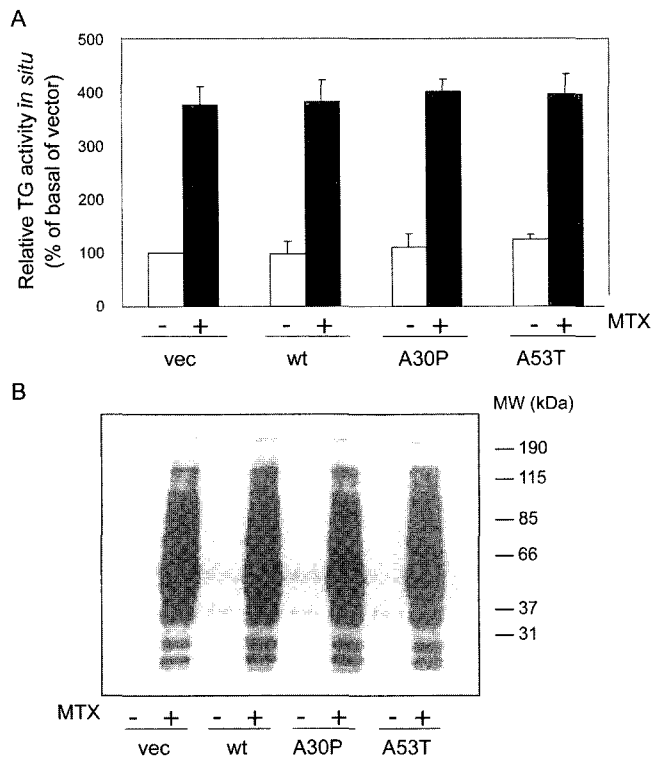 A
Relative TG activity in situ
(% of basal of vector)
500
400
300
200
100
0
- + - + - + - + MTX
vec wt A30P A53T
B
MW (kDa)
190
115
85
66
37
31
MTX - + - + - + - +
vec wt A30P A53T